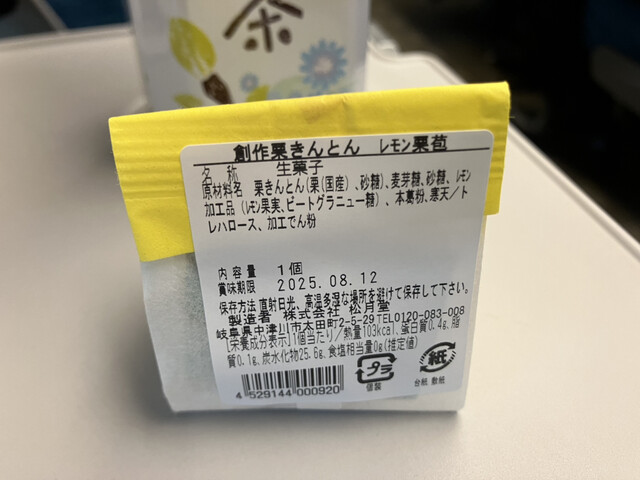 茶
創作栗きんとん　レモン栗苞
名　称　　生菓子
原材料名　栗きんとん(栗(国産)、砂糖)、麦芽糖、砂糖、レモン
加工品(レモン果実、ビートグラニュー糖)、本葛粉、寒天／ト
レハロース、加工でん粉
内容量　1個
賞味期限　2025.08.12
保存方法 直射日光、高温多湿な場所を避けて保存して下さい。
製造者　株式会社　松月堂
岐阜県中津川市太田町2-5-29TEL0120-083-008
[栄養成分表示]1個当たり／熱量103kcal、蛋白質0.4g、脂
質0.1g、炭水化物25.6g、食塩相当量0g(推定値)
プラ
個装
紙
台紙 敷紙
4 529144 000920